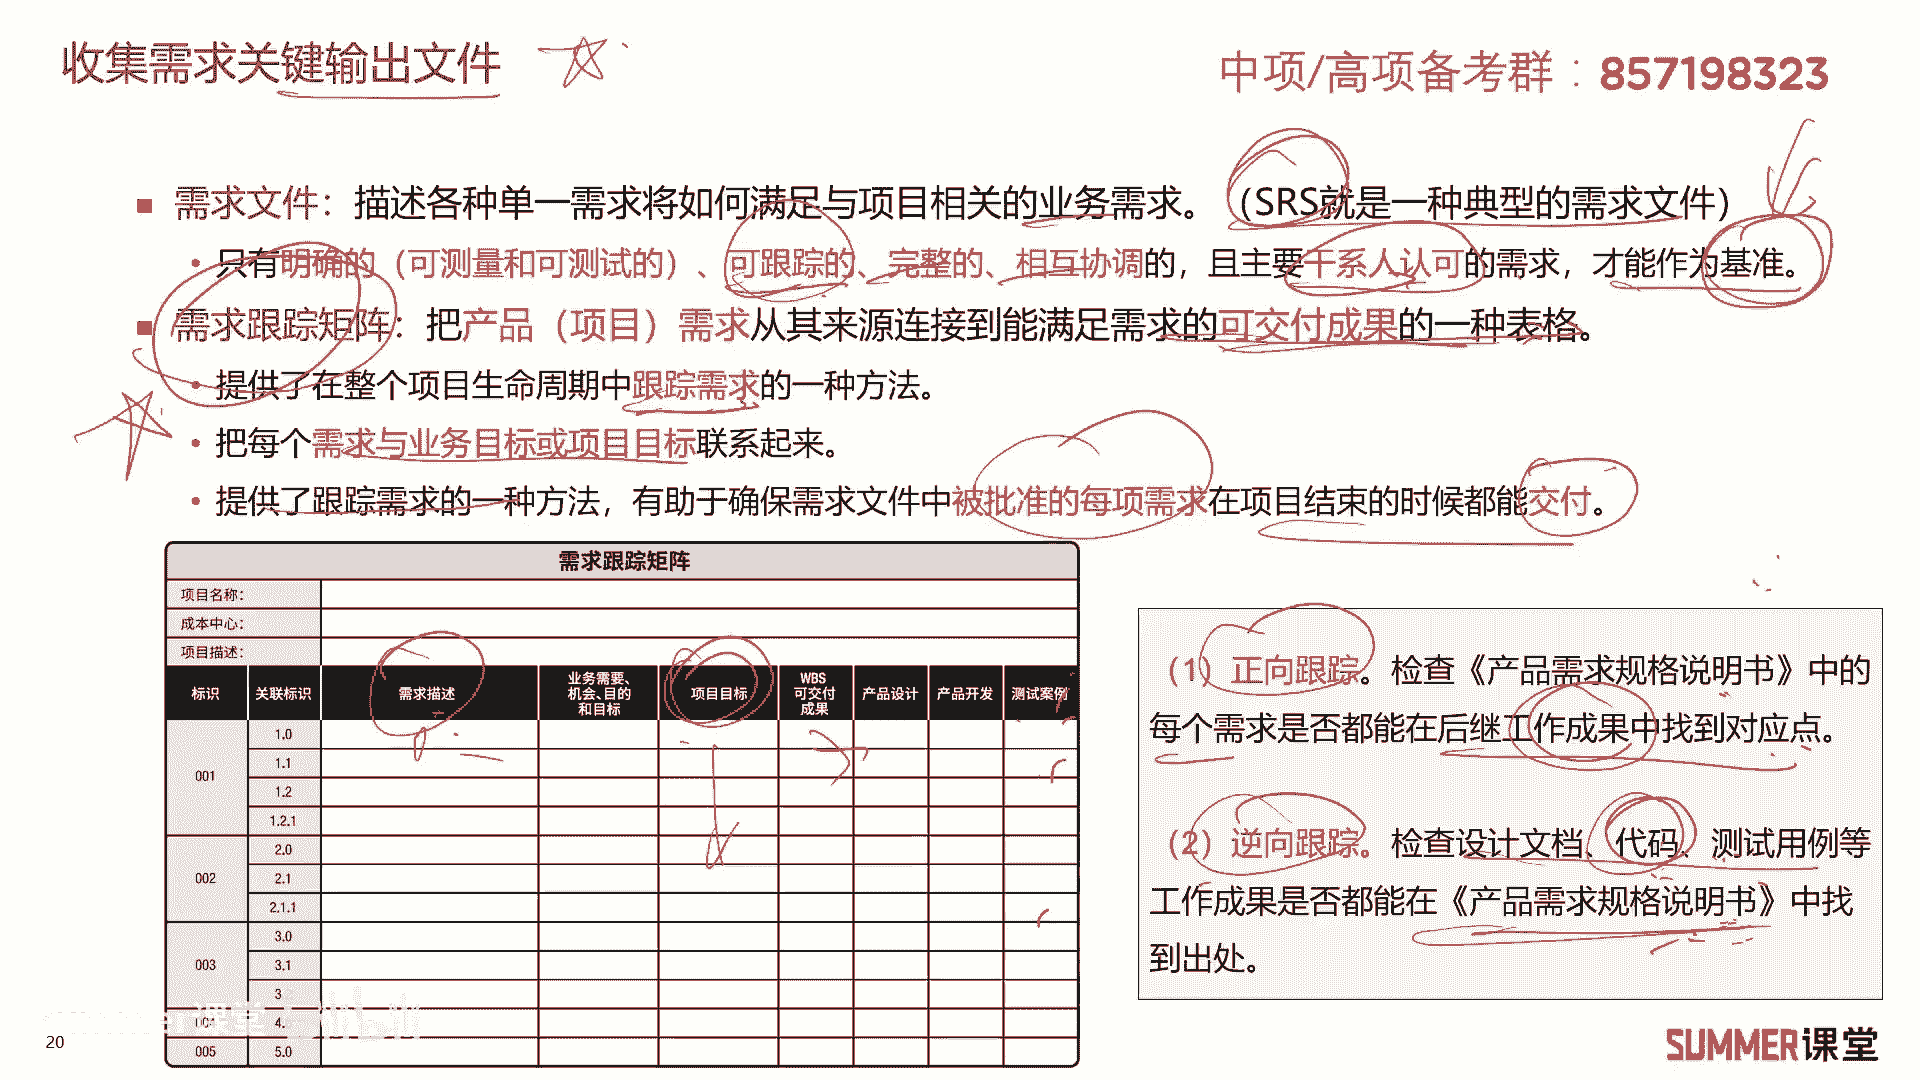 收集需求关键输出文件
中项/高项备考群：857198323
需求文件：描述各种单一需求将如何满足与项目相关的业务需求。（SRS就是一种典型的需求文件）
只有明确的（可测量和可测试的）、可跟踪的、完整的、相互协调的，且主要干系人认可的需求，才能作为基准。
需求跟踪矩阵：把产品（项目）需求从其来源连接到能满足需求的可交付成果的一种表格。
提供了在整个项目生命周期中跟踪需求的一种方法。
把每个需求与业务目标或项目目标联系起来。
提供了跟踪需求的一种方法，有助于确保需求文件中被批准的每项需求在项目结束的时候都能交付。
需求跟踪矩阵
项目名称：
成本中心：
项目描述：
标识 关联标识 需求描述 业务需要、机会、目的和目标 项目目标 WBS可交付成果 产品设计 产品开发 测试案例
001
1.0
1.1
1.2
1.2.1
002
2.0
2.1
2.1.1
003
3.0
3.1
3
4.
005 5.0
（1）正向跟踪。检查《产品需求规格说明书》中的
每个需求是否都能在后继工作成果中找到对应点。
（2）逆向跟踪。检查设计文档、代码、测试用例等
工作成果是否都能在《产品需求规格说明书》中找
到出处。
20
SUMMER课堂